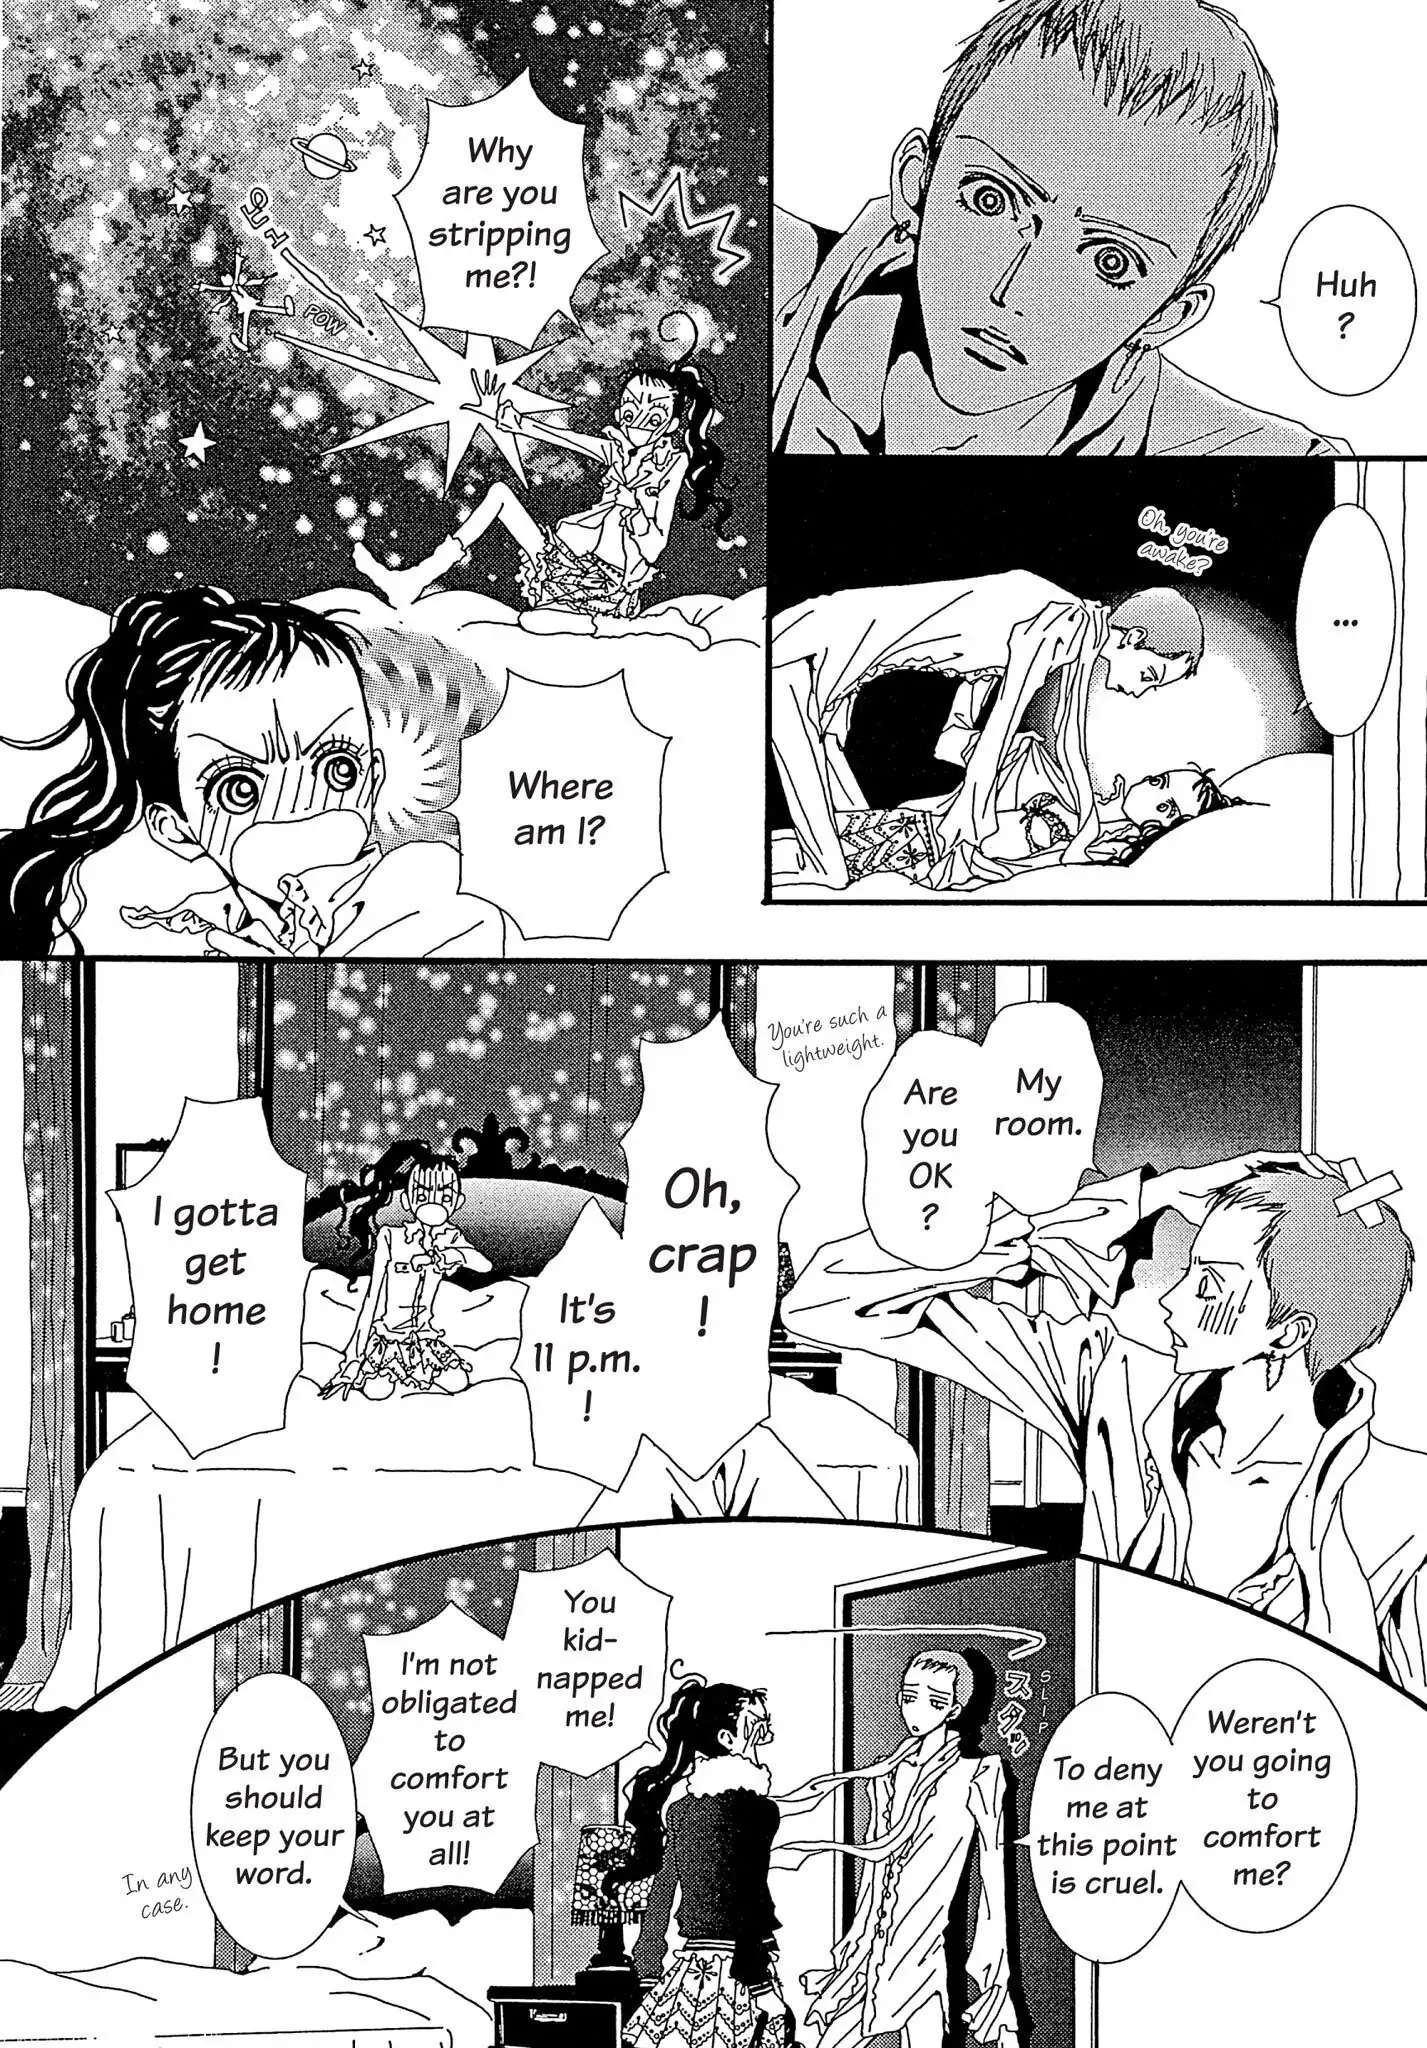 Huh
?
Oh, you're
awake?
...
Why
are you
stripping
me?!
POW
Where
am I?
My
room.
Are
you
OK
?
You're such a
lightweight.
Oh,
crap
!
It's
11 p.m.
!
I gotta
get
home
!
Weren't
you going
to
comfort
me?
To deny
me at
this point
is cruel.
スタッ
SLIP
You
kid-
napped
me!
I'm not
obligated
to
comfort
you at
all!
But you
should
keep your
word.
In any
case.